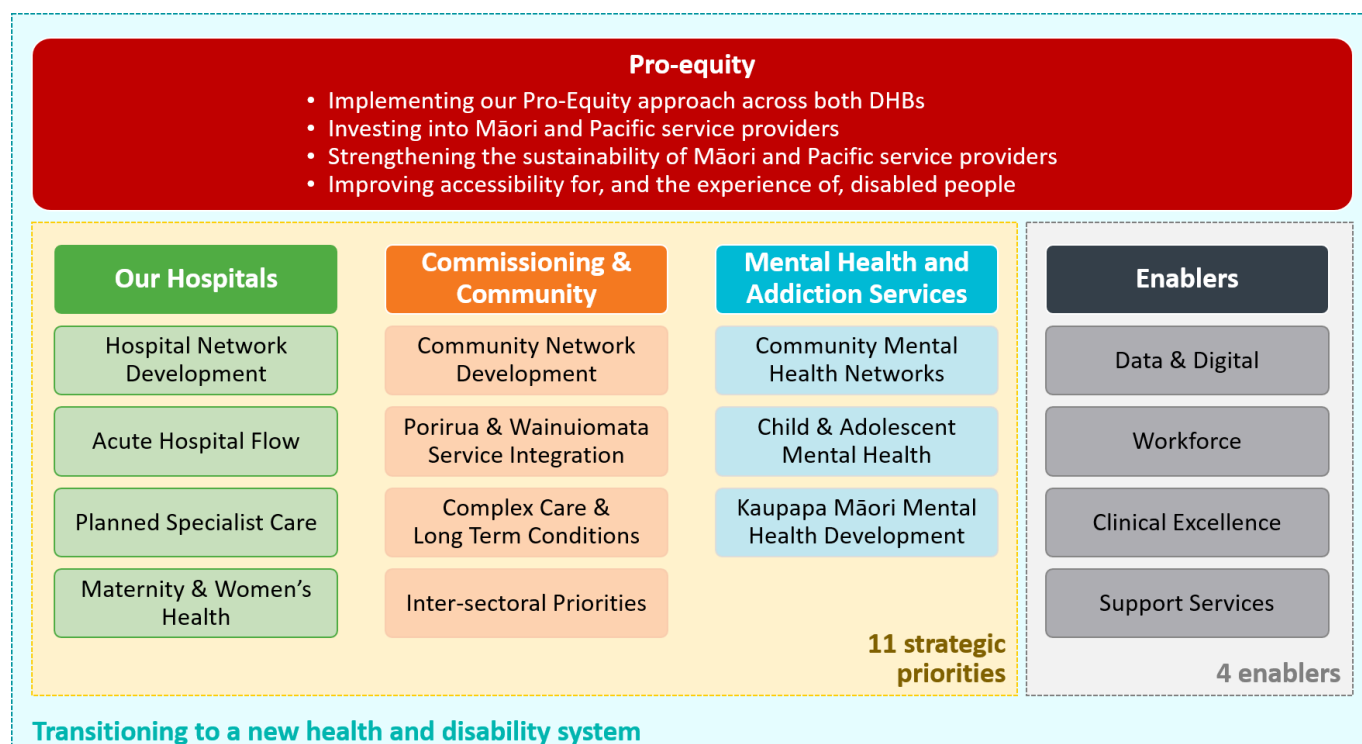 Pro-equity
• Implementing our Pro-Equity approach across both DHBs
• Investing into Māori and Pacific service providers
• Strengthening the sustainability of Māori and Pacific service providers
• Improving accessibility for, and the experience of, disabled people
Our Hospitals
Hospital Network
Development
Acute Hospital Flow
Planned Specialist Care
Maternity & Women’s
Health
Commissioning &
Community
Community Network
Development
Porirua & Wainuiomata
Service Integration
Complex Care &
Long Term Conditions
Inter-sectoral Priorities
Mental Health and
Addiction Services
Community Mental
Health Networks
Child & Adolescent
Mental Health
Kaupapa Māori Mental
Health Development
11 strategic
priorities
Enablers
Data & Digital
Workforce
Clinical Excellence
Support Services
4 enablers
Transitioning to a new health and disability system